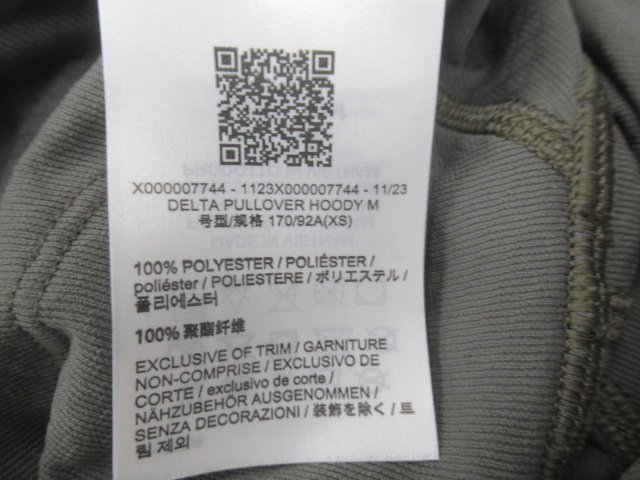 X000007744 - 1123X000007744 - 11/23
DELTA PULLOVER HOODY M
号型/规格 170/92A(XS)
100% POLYESTER / POLIÉSTER /
poliéster / POLIESTERE / ポリエステル /
폴리에스터
100% 聚酯纤维
EXCLUSIVE OF TRIM / GARNITURE
NON-COMPRISE / EXCLUSIVO DE
CORTE / exclusivo de corte /
NÄHZUBEHÖR AUSGENOMMEN /
SENZA DECORAZIONI / 装飾を除く / 트
림 제외